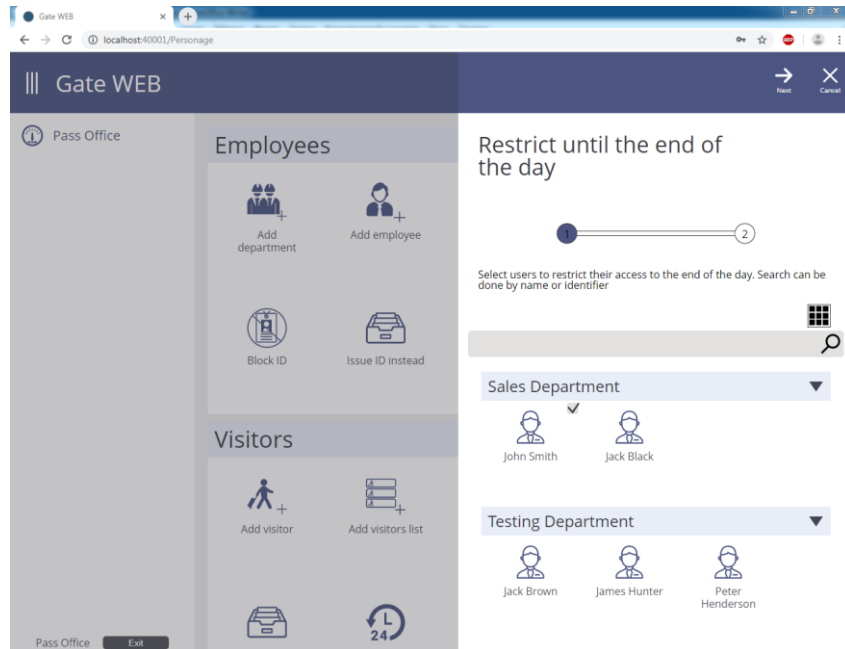 Gate WEB
localhost:40001/Personage
ABP
Gate WEB
Next
Cancel
Pass Office
Employees
Add
department
Add employee
Block ID
Issue ID instead
Visitors
Add visitor
Add visitors list
24
Pass Office
Exit
Restrict until the end of
the day
1
2
Select users to restrict their access to the end of the day. Search can be
done by name or identifier
Sales Department
John Smith
Jack Black
Testing Department
Jack Brown
James Hunter
Peter
Henderson